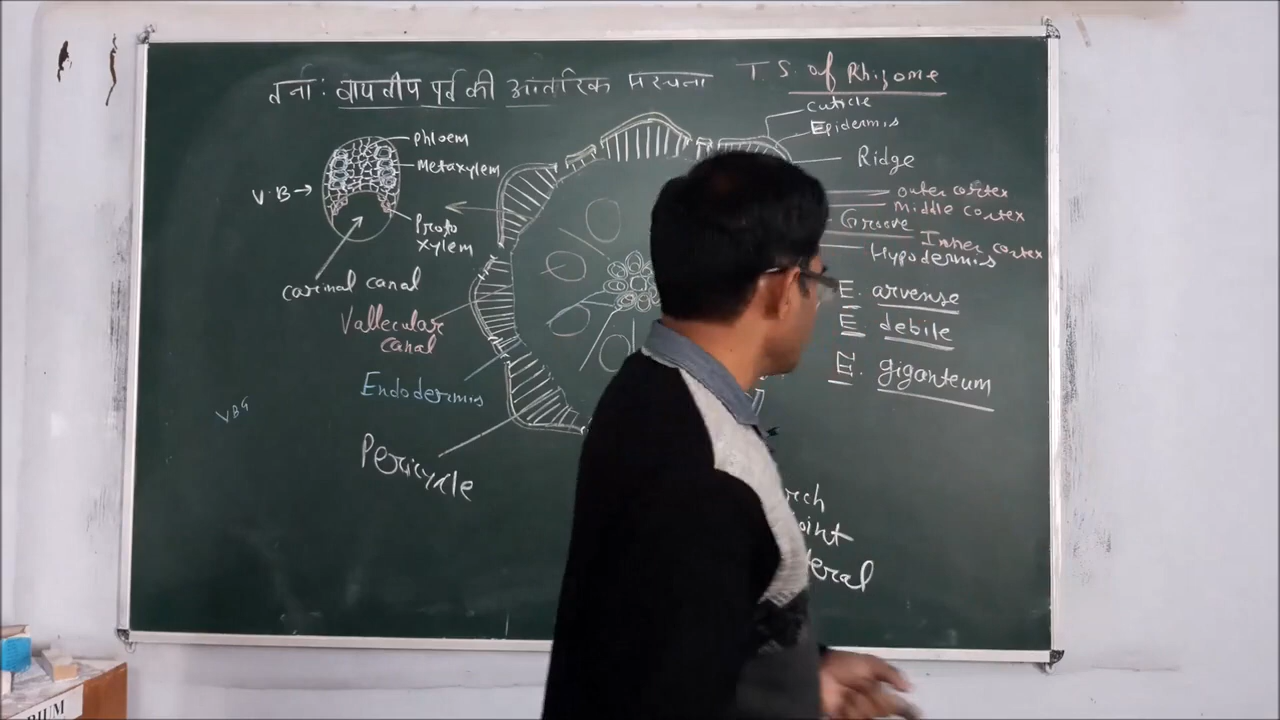 तना: वायवीय पर्व की आंतरिक संरचना
T. S. of Rhizome
Phloem
Metaxylem
V.B→
Proto
xylem
carinal canal
Vallecular
canal
Endodermis
Pericycle
cuticle
Epidermis
Ridge
outer cortex
Middle cortex
Groove
Inner cortex
Hypodermis
E. arvense
E. debile
E. giganteum